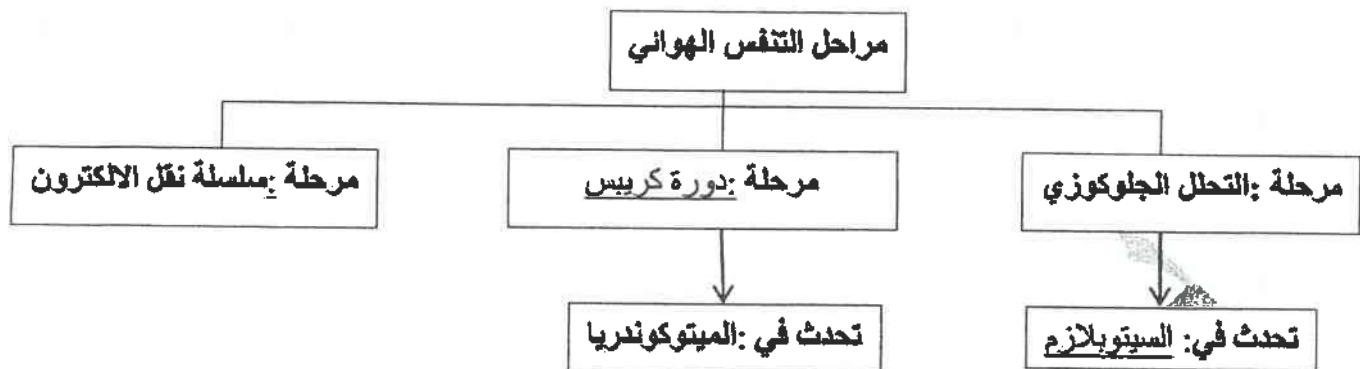 مراحل التنفس الهوائي
مرحلة :التحلل الجلوكوزي
مرحلة :دورة كريبس
مرحلة :سلسلة نقل الالكترون
تحدث في: السيتوبلازم
تحدث في :الميتوكوندريا